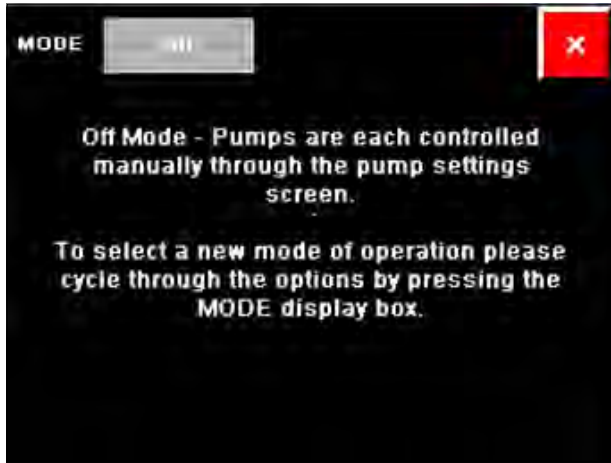 MODE
Off Mode - Pumps are each controlled
manually through the pump settings
screen.
To select a new mode of operation please
cycle through the options by pressing the
MODE display box.